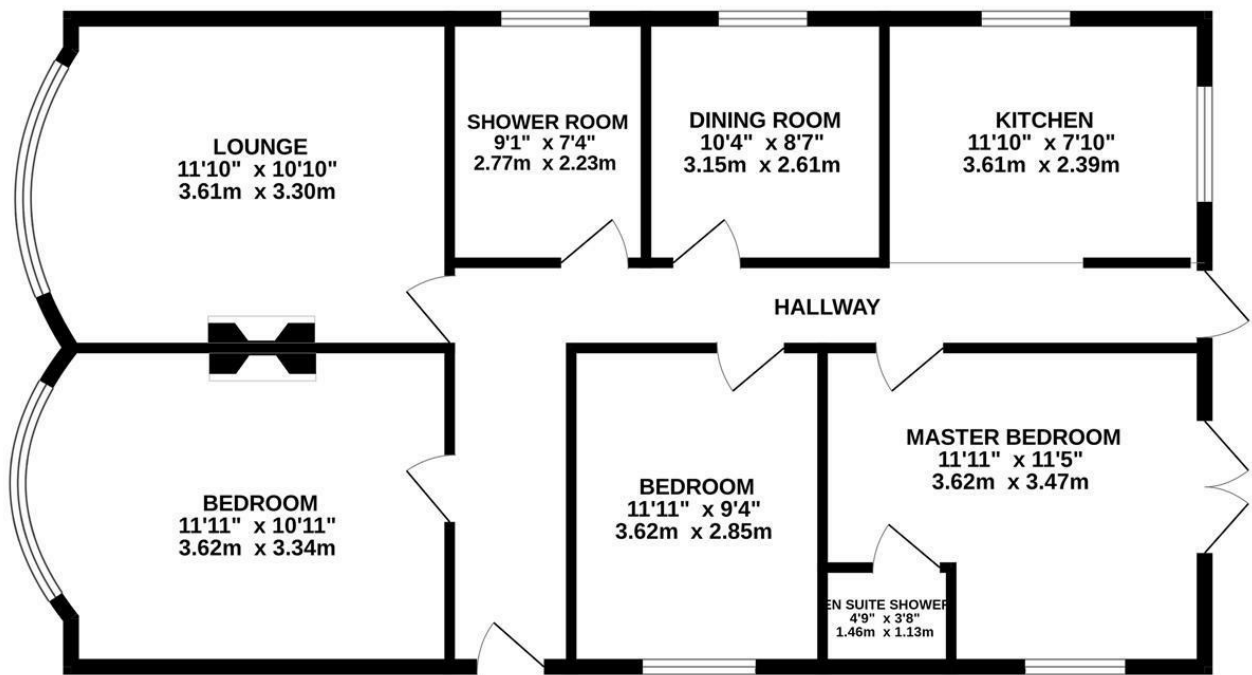 LOUNGE
11'10" x 10'10"
3.61m x 3.30m
SHOWER ROOM
9'1" x 7'4"
2.77m x 2.23m
DINING ROOM
10'4" x 8'7"
3.15m x 2.61m
KITCHEN
11'10" x 7'10"
3.61m x 2.39m
HALLWAY
BEDROOM
11'11" x 10'11"
3.62m x 3.34m
BEDROOM
11'11" x 9'4"
3.62m x 2.85m
MASTER BEDROOM
11'11" x 11'5"
3.62m x 3.47m
EN SUITE SHOWER
4'9" x 3'8"
1.46m x 1.13m